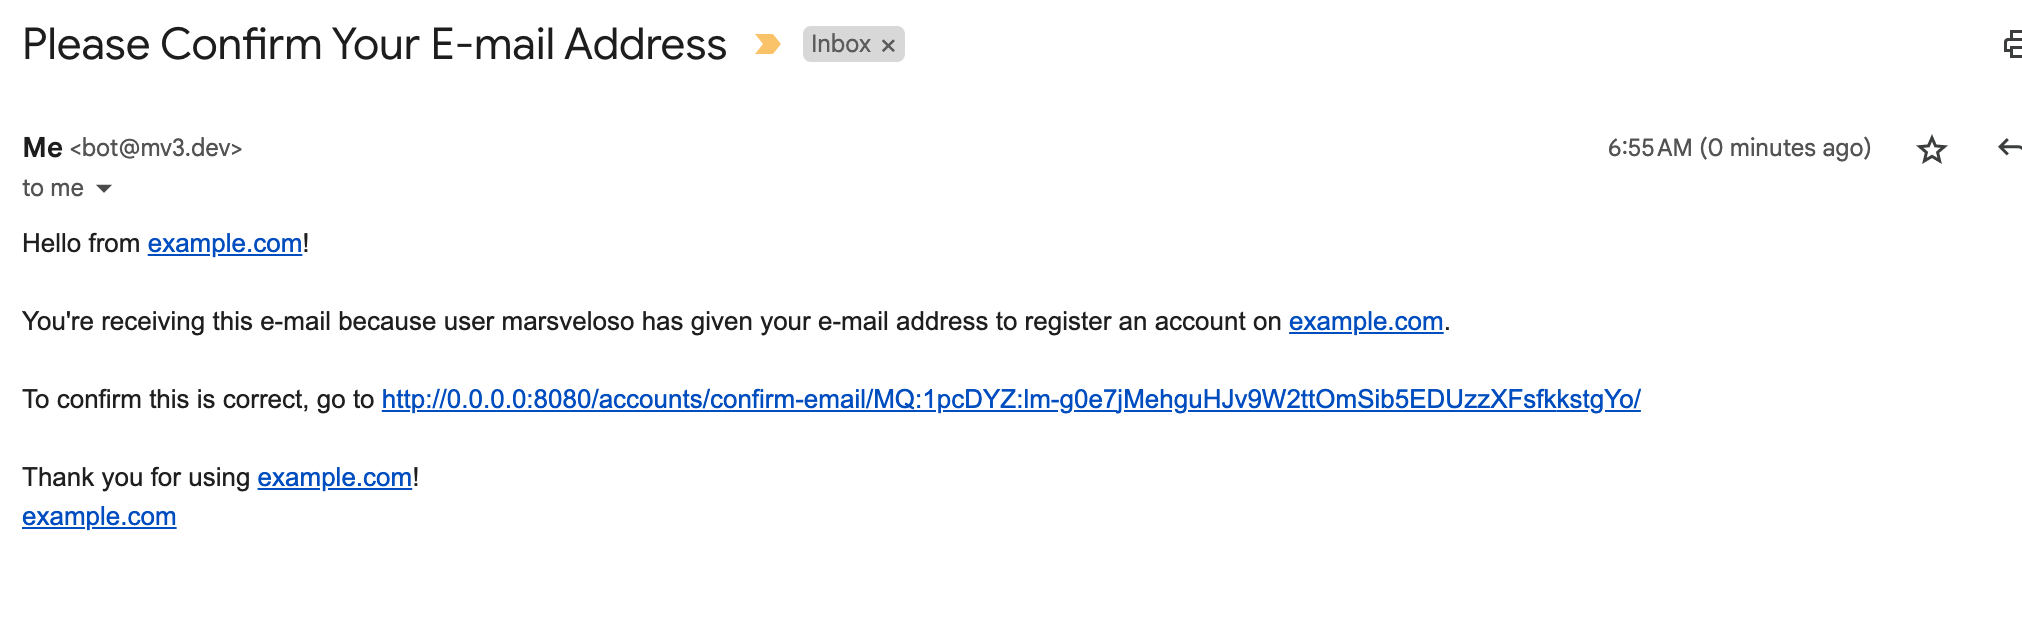 Please Confirm Your E-mail Address
Inbox ×
Me <bot@mv3.dev>
6:55 AM (0 minutes ago)
to me
Hello from example.com!
You're receiving this e-mail because user marsveloso has given your e-mail address to register an account on example.com.
To confirm this is correct, go to http://0.0.0.0:8080/accounts/confirm-email/MQ:1pcDYZ:lm-g0e7jMehguHJv9W2ttOmSib5EDUzzXFsfkkstgYo/
Thank you for using example.com!
example.com